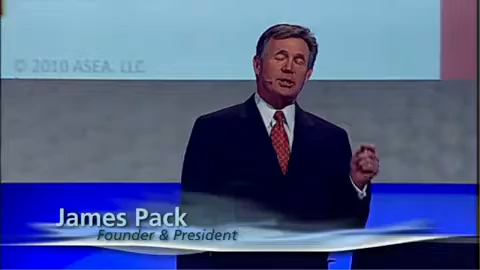 © 2010 ASEA, LLC.
James Pack
Founder & President